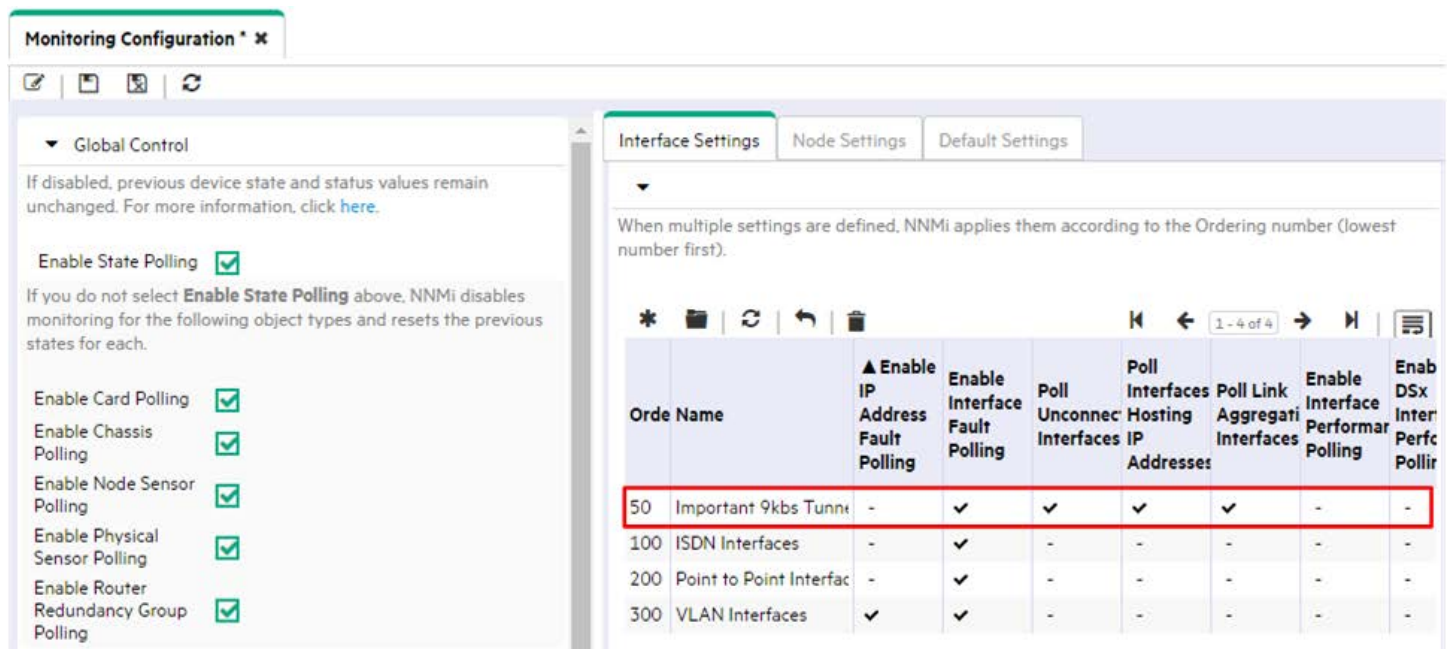 Monitoring Configuration * ✖
Global Control
If disabled, previous device state and status values remain
unchanged. For more information, click here.
Enable State Polling
If you do not select Enable State Polling above, NNMi disables
monitoring for the following object types and resets the previous
states for each.
Enable Card Polling
Enable Chassis
Polling
Enable Node Sensor
Polling
Enable Physical
Sensor Polling
Enable Router
Redundancy Group
Polling
Interface Settings Node Settings Default Settings
When multiple settings are defined, NNMi applies them according to the Ordering number (lowest
number first).
1 - 4 of 4
Orde Name
▲ Enable
IP
Address
Fault
Polling
Enable
Interface
Fault
Polling
Poll
Unconnec
Interfaces
Poll
Interfaces
Hosting
IP
Addresses
Poll Link
Aggregati
Interfaces
Enable
Interface
Performar
Polling
Enab
DSx
Inter
Perfo
Pollir
50 Important 9kbs Tunne - ✔ ✔ ✔ ✔ - -
100 ISDN Interfaces - ✔ - - - - -
200 Point to Point Interfac - ✔ - - - - -
300 VLAN Interfaces ✔ ✔ - - - - -